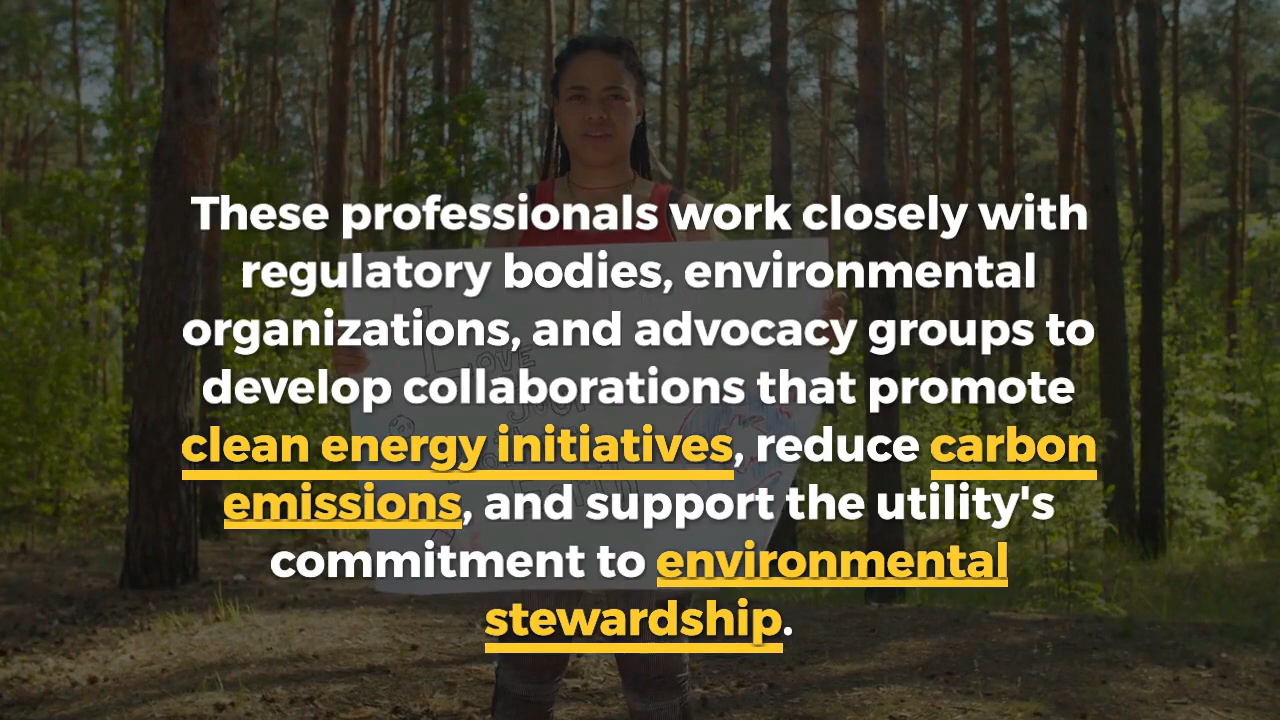 These professionals work closely with
regulatory bodies, environmental
organizations, and advocacy groups to
develop collaborations that promote
clean energy initiatives, reduce carbon
emissions, and support the utility's
commitment to environmental
stewardship.
LOVE